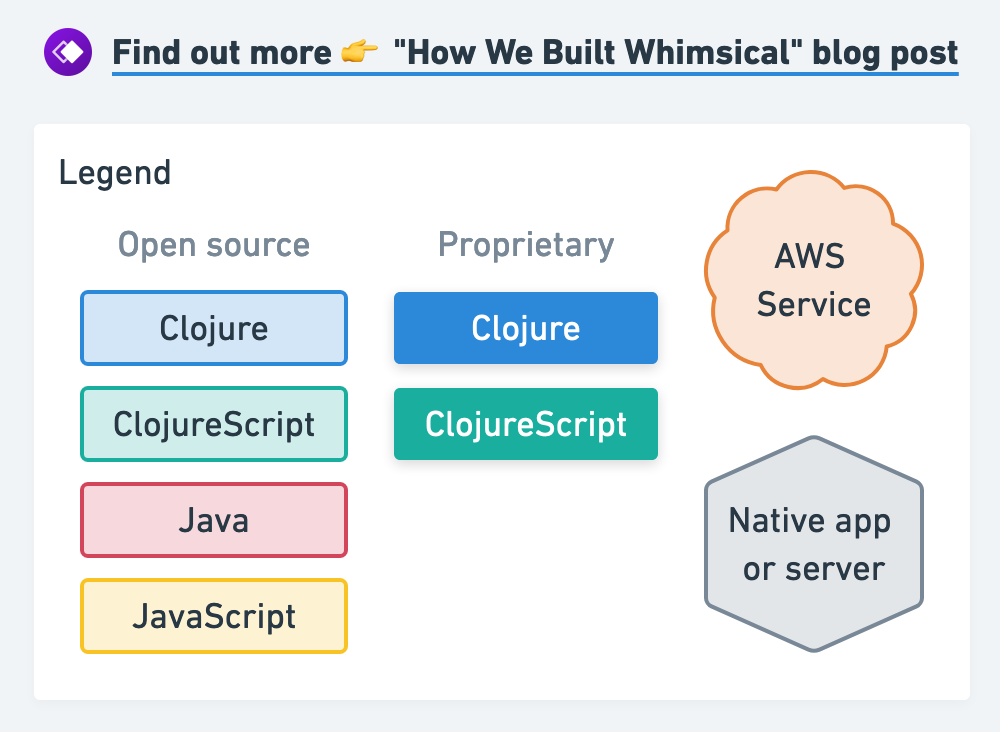 Find out more 👉 "How We Built Whimsical" blog post
Legend
Open source
Clojure
ClojureScript
Java
JavaScript
Proprietary
Clojure
ClojureScript
AWS
Service
Native app
or server